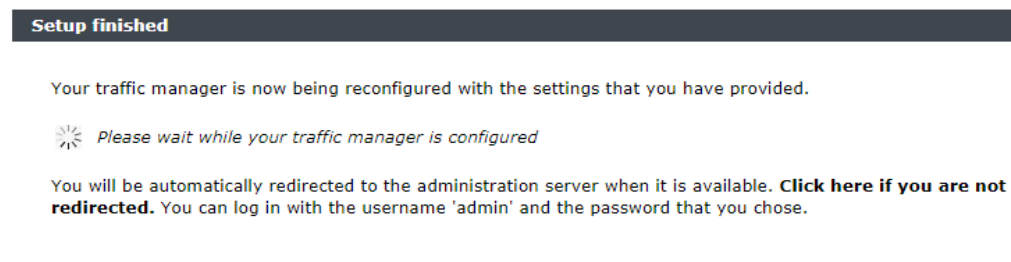 Setup finished
Your traffic manager is now being reconfigured with the settings that you have provided.
Please wait while your traffic manager is configured
You will be automatically redirected to the administration server when it is available. Click here if you are not
redirected. You can log in with the username 'admin' and the password that you chose.